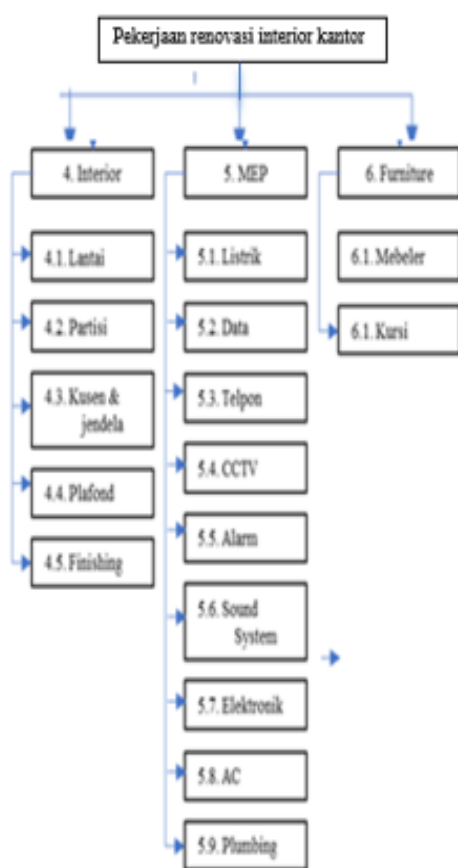 Pekerjaan renovasi interior kantor
4. Interior
4.1. Lantai
4.2. Partisi
4.3. Kusen &
jendela
4.4. Plafond
4.5. Finishing
5. MEP
5.1. Listrik
5.2. Data
5.3. Telpon
5.4. CCTV
5.5. Alarm
5.6. Sound
System
5.7. Elektronik
5.8. AC
5.9. Plumbing
6. Furniture
6.1. Mebeler
6.1. Kursi